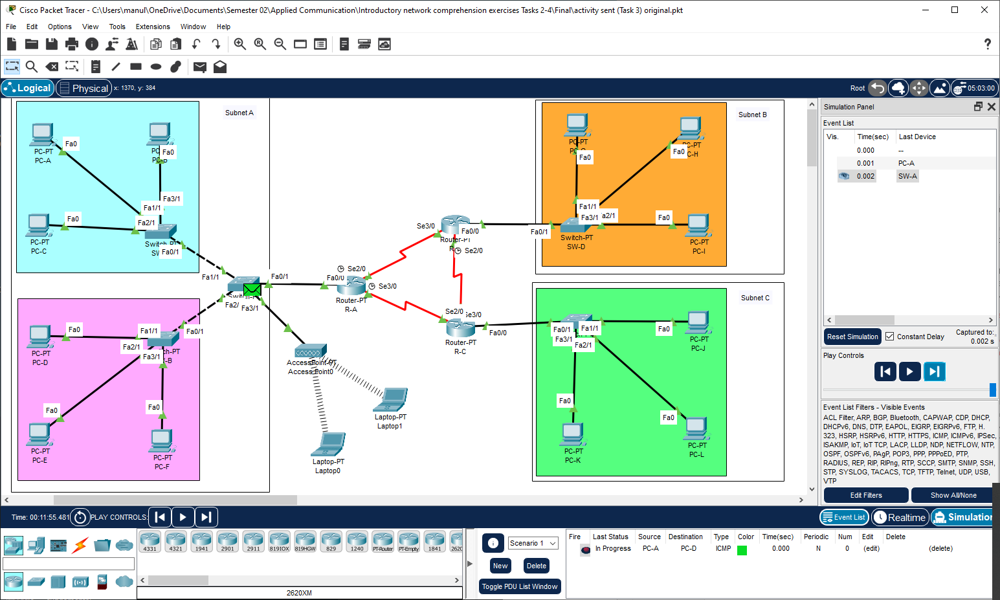 Cisco Packet Tracer - C:\Users\manul\OneDrive\Documents\Semester 02\Applied Communication\Introductory network comprehension exercises Tasks 2-4\Final\activity sent (Task 3) original.pkt
File Edit Options View Tools Extensions Window Help
Logical Physical x: 1370, y: 384 Root 05:03:00
Subnet A
Fa0
PC-PT
PC-A
Fa0
Fa3/1
Fa1/1
Fa2/1
Fa0
PC-PT
PC-C
Switch-PT
Fa0/1
Fa1/1
Fa0/1
Fa2/
Fa3/1
Fa0
PC-PT
PC-D
Fa1/1
Fa0/1
Fa2/1
Fa3/1
Fa0
PC-PT
PC-E
Fa0
PC-PT
PC-F
Fa0/0
Se2/0
Se3/0
Router-PT
R-A
AccessPoint-PT
Access Point0
Laptop-PT
Laptop1
Laptop-PT
Laptop0
Se3/0
Fa0/0
Router-PT
Se2/0
Se2/0
Se3/0
Fa0/0
Router-PT
R-C
Subnet B
PC-PT
Fa0
Fa0
PC-PT
PC-H
Fa1/1
Fa3/1
Fa2/1
Fa0/1
Switch-PT
SW-D
Fa0
PC-PT
PC-I
Subnet C
Fa0/1
Fa1/1
Fa3/1
Fa2/1
Fa0
PC-PT
PC-J
Fa0
PC-PT
PC-K
Fa0
PC-PT
PC-L
Simulation Panel
Event List
Vis. Time(sec) Last Device
0.000 --
0.001 PC-A
0.002 SW-A
Reset Simulation Constant Delay Captured to:
0.002 s
Play Controls
Event List Filters - Visible Events
ACL Filter, ARP, BGP, Bluetooth, CAPWAP, CDP, DHCP,
DHCPv6, DNS, DTP, EAPOL, EIGRP, EIGRPv6, FTP, H.
323, HSRP, HSRPv6, HTTP, HTTPS, ICMP, ICMPv6, IPSec,
ISAKMP, IoT, IoT TCP, LACP, LLDP, NDP, NETFLOW, NTP,
OSPF, OSPFv6, PAgP, POP3, PPP, PPPoED, PTP,
RADIUS, REP, RIP, RIPng, RTP, SCCP, SMTP, SNMP, SSH,
STP, SYSLOG, TACACS, TCP, TFTP, Telnet, UDP, USB,
VTP
Edit Filters Show All/None
Time: 00:11:55.481 PLAY CONTROLS: Event List Realtime Simulation
4331 4321 1941 2901 2911 819IOX 819HGW 829 1240 PT-Router PT-Empty 1841 2620
2620XM
Scenario 1
New Delete
Toggle PDU List Window
Fire Last Status Source Destination Type Color Time(sec) Periodic Num Edit Delete
In Progress PC-A PC-D ICMP 0.000 N 0 (edit) (delete)